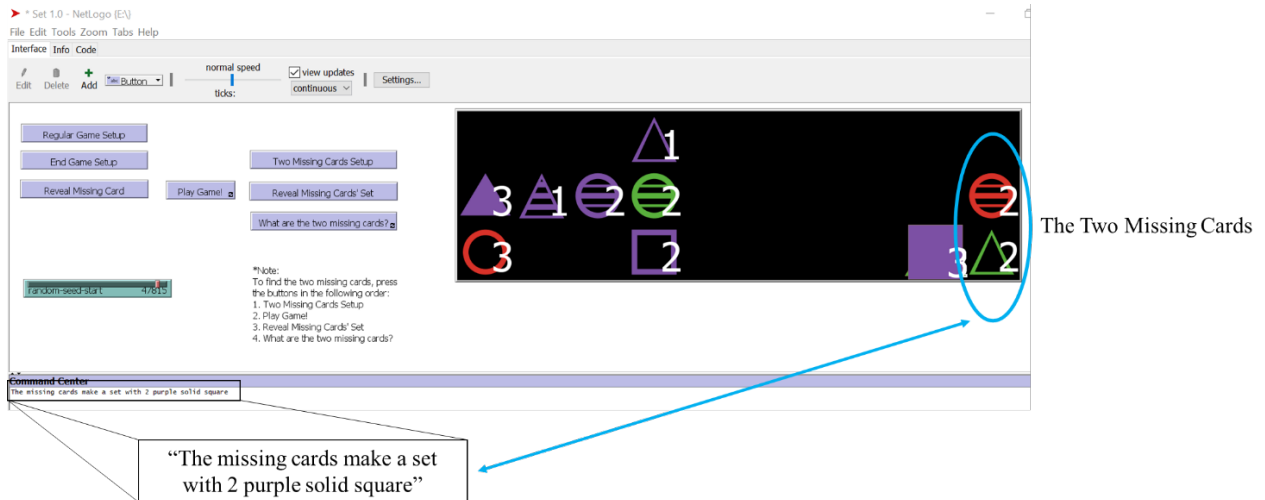 * Set 1.0 - NetLogo (E:\)
File Edit Tools Zoom Tabs Help
Interface Info Code
Edit Delete Add Button
normal speed
ticks:
view updates
continuous
Settings...
Regular Game Setup
End Game Setup
Reveal Missing Card
Play Game!
Two Missing Cards Setup
Reveal Missing Cards' Set
What are the two missing cards?
*Note:
To find the two missing cards, press
the buttons in the following order:
1. Two Missing Cards Setup
2. Play Game!
3. Reveal Missing Cards' Set
4. What are the two missing cards?
random-seed-start 47815
1
3 1 2 2 2
3 2 3 2
The Two Missing Cards
Command Center
The missing cards make a set with 2 purple solid square
“The missing cards make a set
with 2 purple solid square”